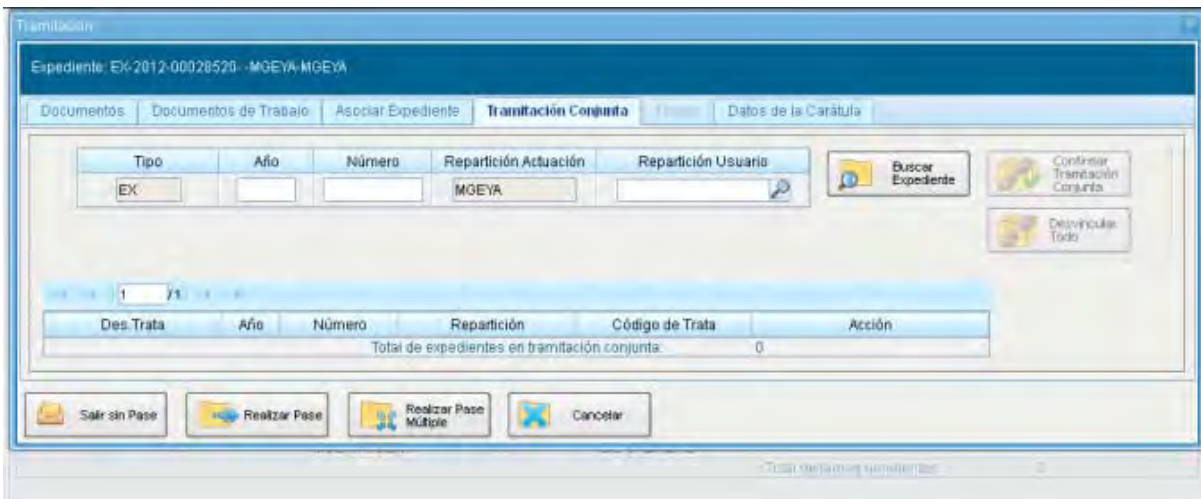 Tramitación
Expediente: EX-2012-00028520- -MGEYA-MGEYA
Documentos Documentos de Trabajo Asociar Expediente Tramitación Conjunta Datos de la Carátula
Tipo Año Número Repartición Actuación Repartición Usuario
EX MGEYA
Buscar
Expediente
Confirmar
Tramitación
Conjunta
Desvincular
Todo
1 /1
Des.Trata Año Número Repartición Código de Trata Acción
Total de expedientes en tramitación conjunta: 0
Salir sin Pase Realizar Pase Realizar Pase
Múltiple Cancelar